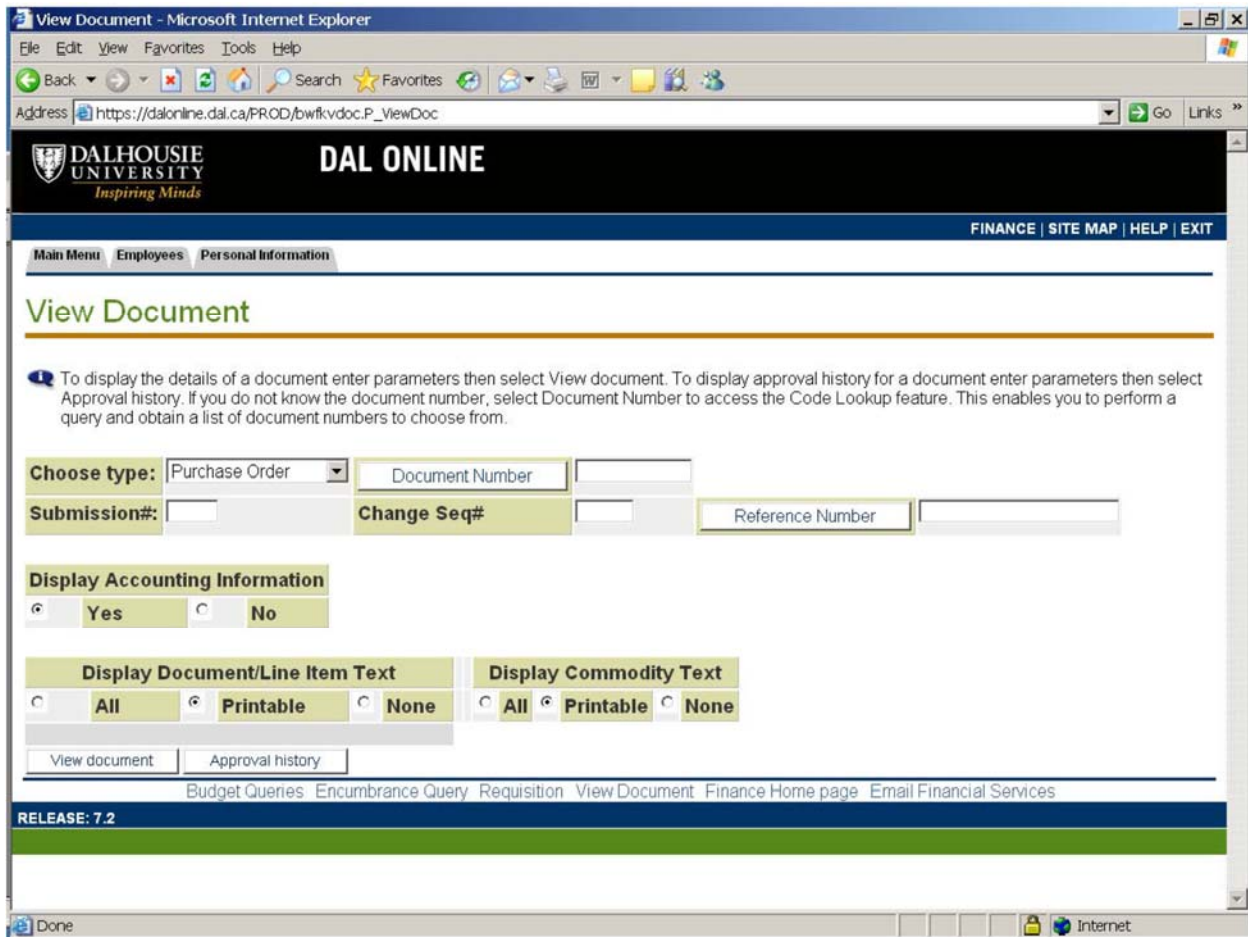 View Document - Microsoft Internet Explorer
File Edit View Favorites Tools Help
Back Search Favorites
Address https://dalonline.dal.ca/PROD/bwfkvdoc.P_ViewDoc Go Links »
DALHOUSIE
UNIVERSITY
Inspiring Minds
DAL ONLINE
FINANCE | SITE MAP | HELP | EXIT
Main Menu Employees Personal Information
View Document
To display the details of a document enter parameters then select View document. To display approval history for a document enter parameters then select
Approval history. If you do not know the document number, select Document Number to access the Code Lookup feature. This enables you to perform a
query and obtain a list of document numbers to choose from.
Choose type: Purchase Order Document Number
Submission#: Change Seq# Reference Number
Display Accounting Information
Yes No
Display Document/Line Item Text Display Commodity Text
All Printable None All Printable None
View document Approval history
Budget Queries Encumbrance Query Requisition View Document Finance Home page Email Financial Services
RELEASE: 7.2
Done Internet